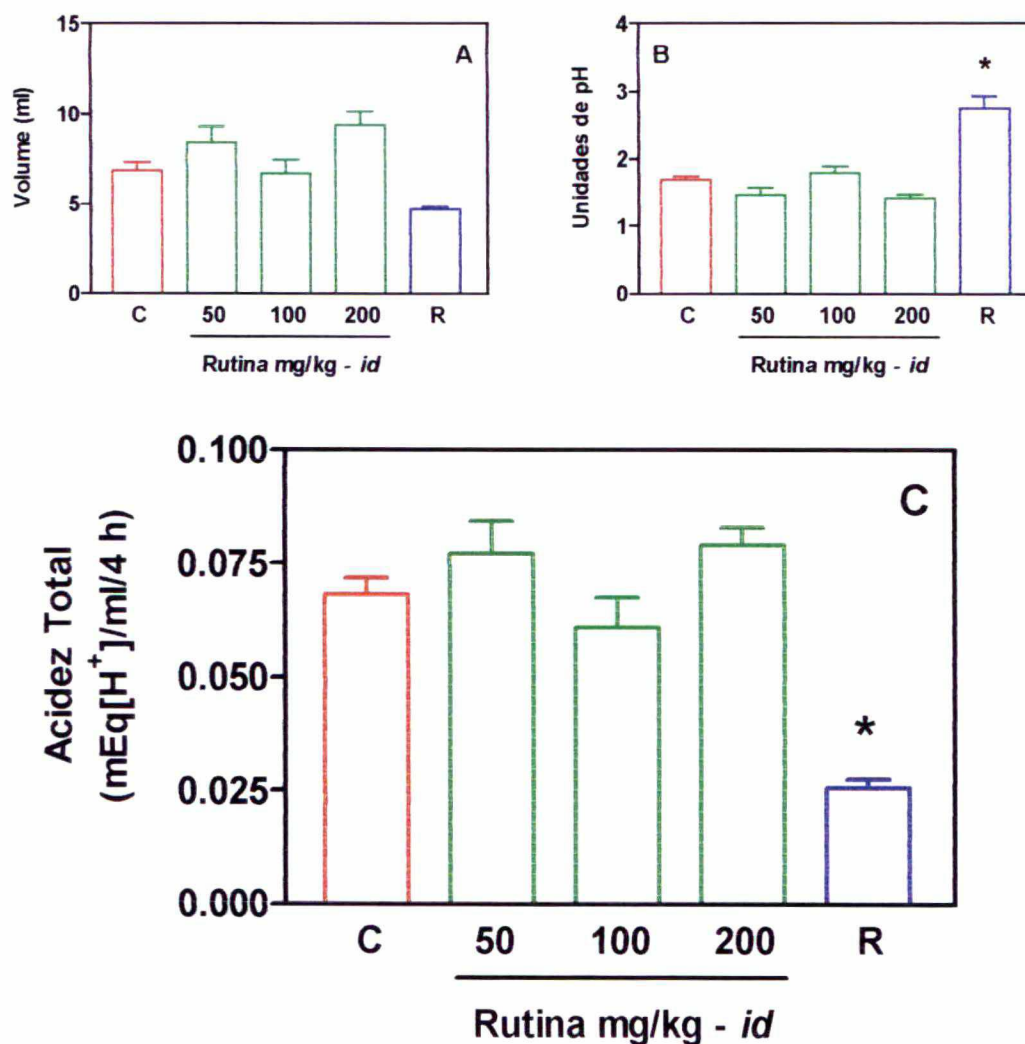 A
Volume (ml)
15
10
5
0
C 50 100 200 R
Rutina mg/kg - id
B
*
Unidades de pH
4
3
2
1
0
C 50 100 200 R
Rutina mg/kg - id
C
*
Acidez Total
(mEq[H+]/ml/4 h)
0.100
0.075
0.050
0.025
0.000
C 50 100 200 R
Rutina mg/kg - id